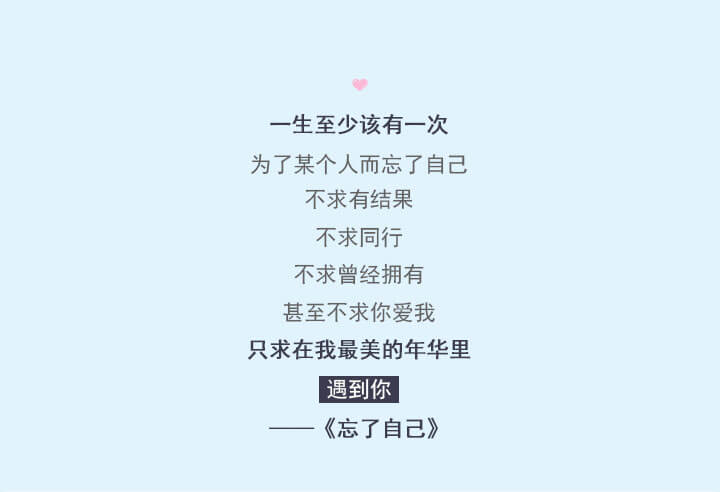 一生至少该有一次
为了某个人而忘了自己
不求有结果
不求同行
不求曾经拥有
甚至不求你爱我
只求在我最美的年华里
遇到你
——《忘了自己》